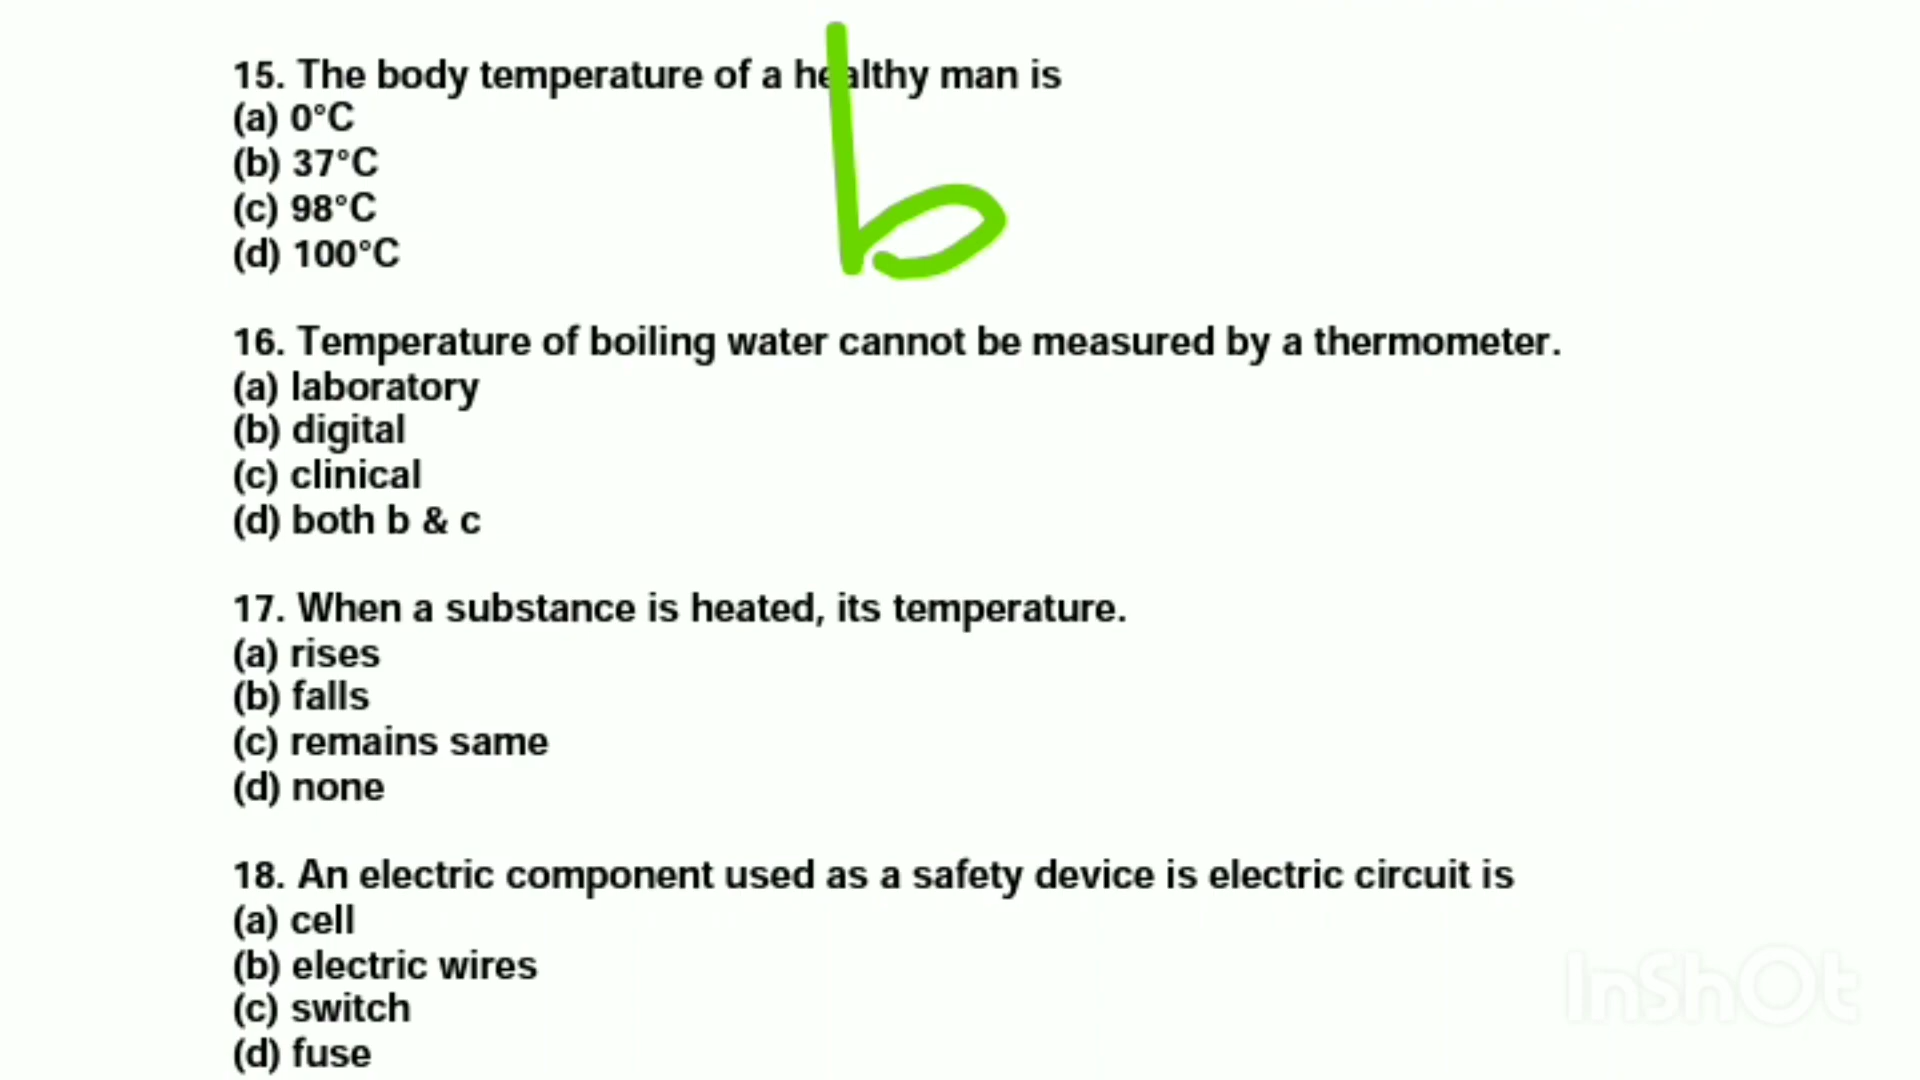 15. The body temperature of a healthy man is
(a) 0°C
(b) 37°C
(c) 98°C
(d) 100°C
b
16. Temperature of boiling water cannot be measured by a thermometer.
(a) laboratory
(b) digital
(c) clinical
(d) both b & c
17. When a substance is heated, its temperature.
(a) rises
(b) falls
(c) remains same
(d) none
18. An electric component used as a safety device is electric circuit is
(a) cell
(b) electric wires
(c) switch
(d) fuse
InShOt